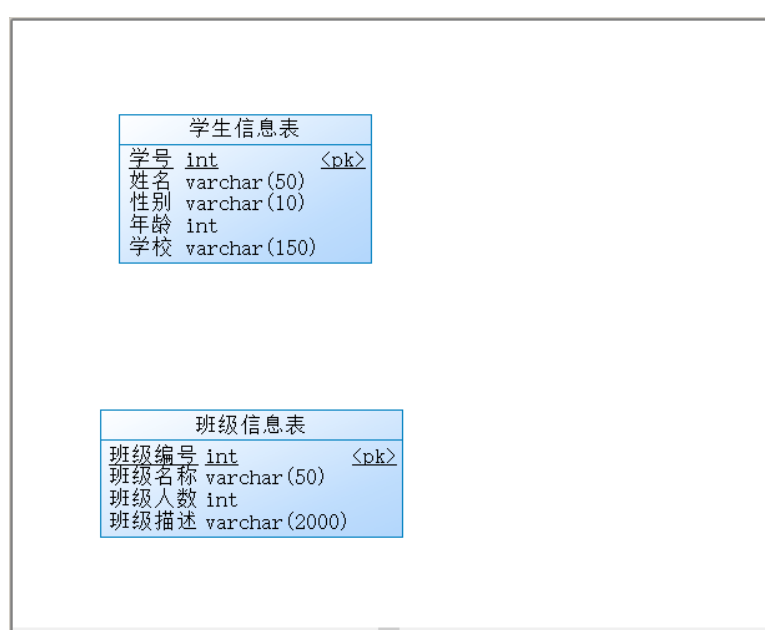 学生信息表
学号 int <pk>
姓名 varchar(50)
性别 varchar(10)
年龄 int
学校 varchar(150)
班级信息表
班级编号 int <pk>
班级名称 varchar(50)
班级人数 int
班级描述 varchar(2000)